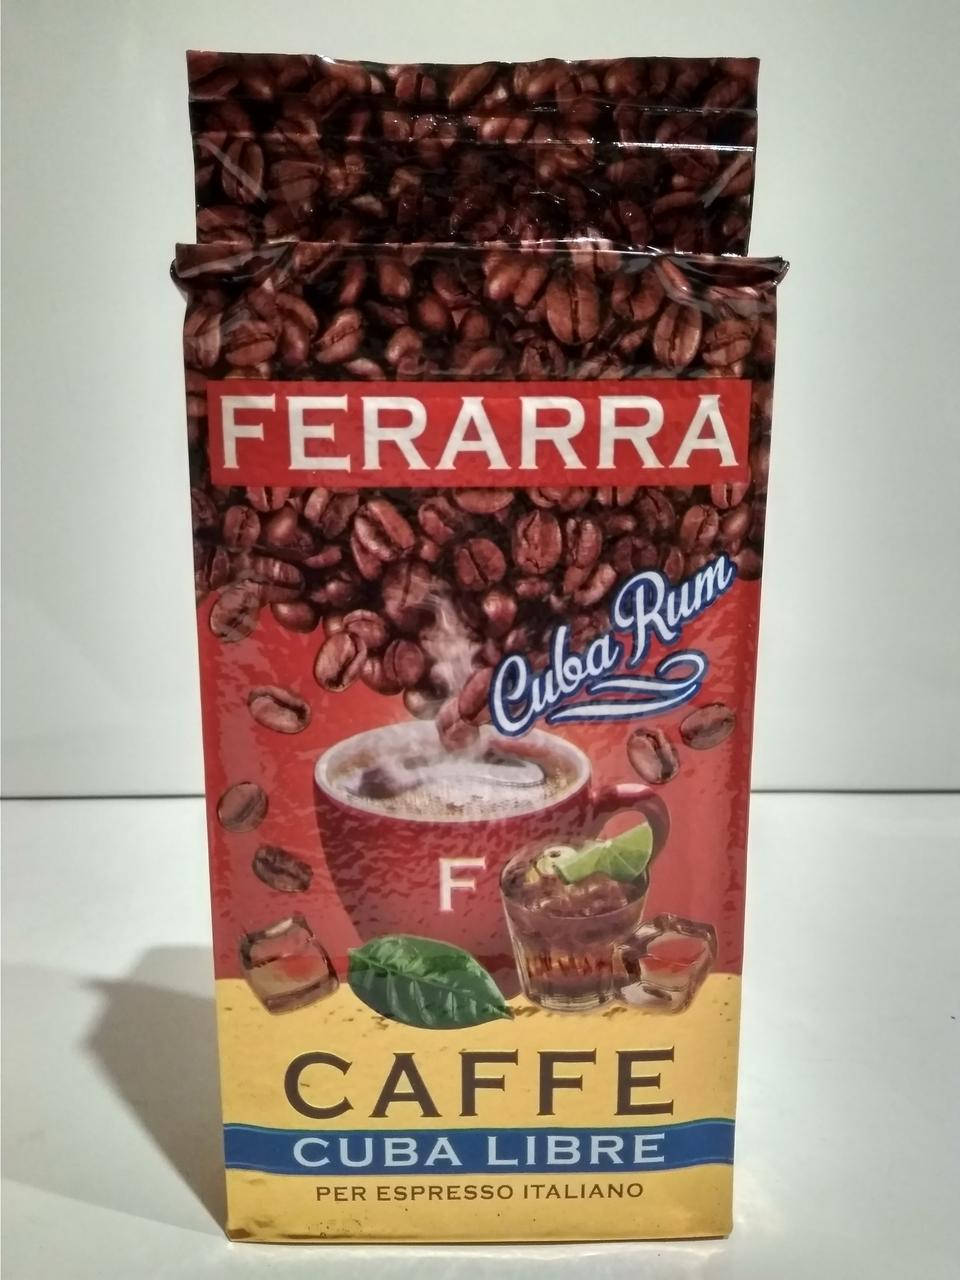 FERARRA
Cuba Rum
F
CAFFE
CUBA LIBRE
PER ESPRESSO ITALIANO